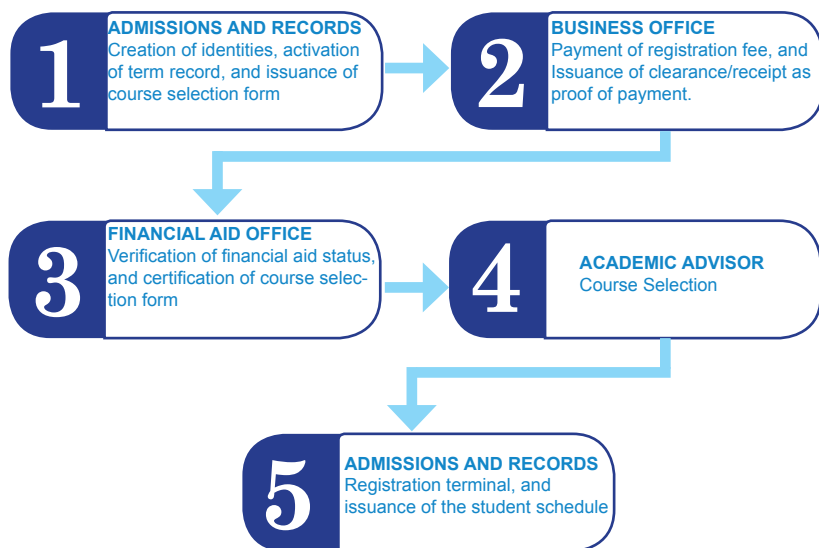 1
ADMISSIONS AND RECORDS
Creation of identities, activation
of term record, and issuance of
course selection form
2
BUSINESS OFFICE
Payment of registration fee, and
Issuance of clearance/receipt as
proof of payment.
3
FINANCIAL AID OFFICE
Verification of financial aid status,
and certification of course selec-
tion form
4
ACADEMIC ADVISOR
Course Selection
5
ADMISSIONS AND RECORDS
Registration terminal, and
issuance of the student schedule